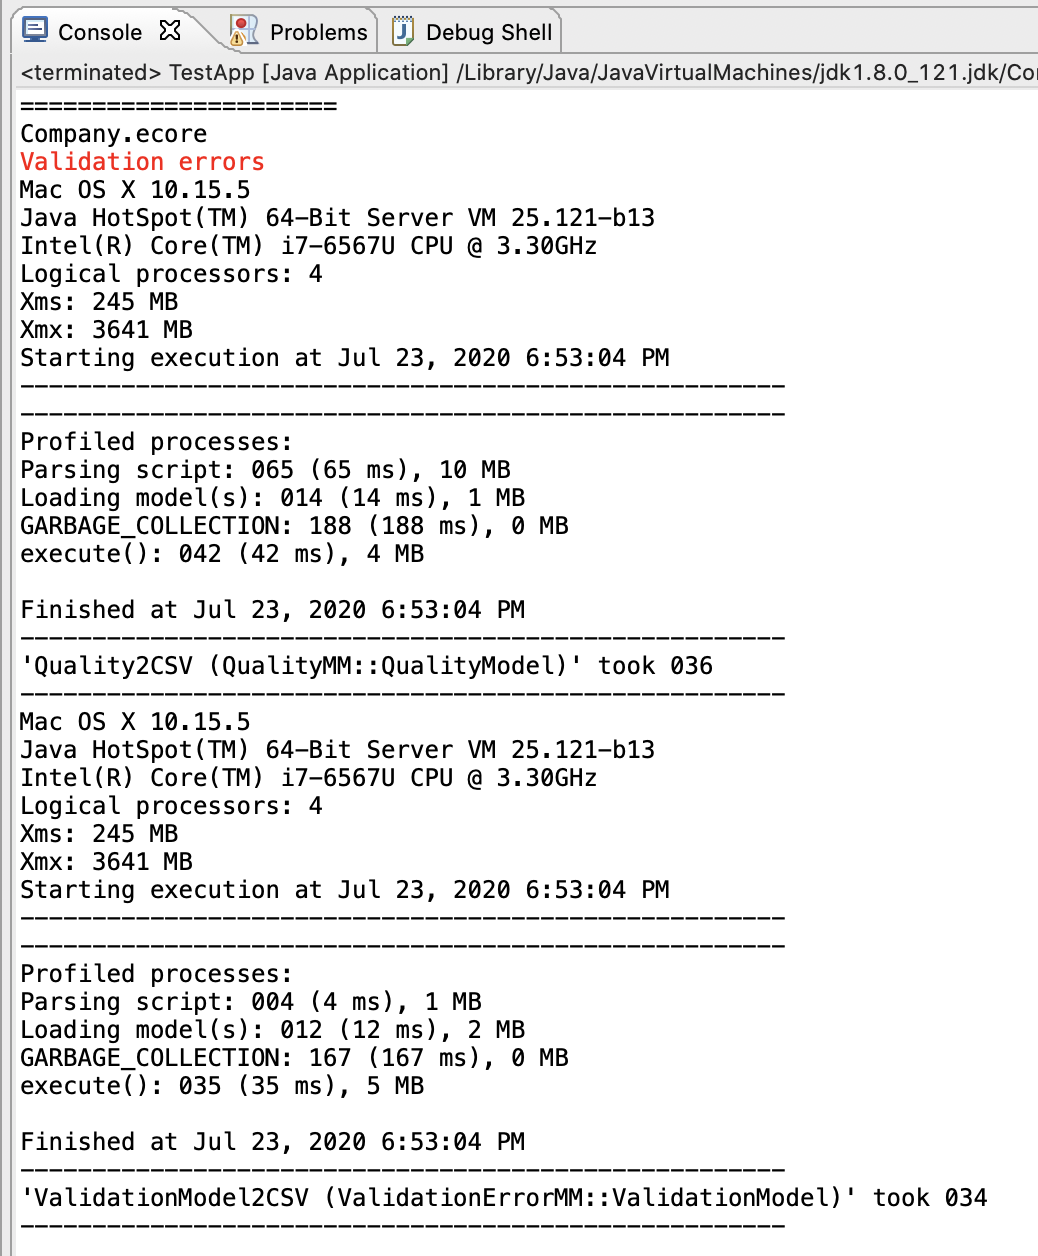 Console Problems Debug Shell
<terminated> TestApp [Java Application] /Library/Java/JavaVirtualMachines/jdk1.8.0_121.jdk/Co
======================
Company.ecore
Validation errors
Mac OS X 10.15.5
Java HotSpot(TM) 64-Bit Server VM 25.121-b13
Intel(R) Core(TM) i7-6567U CPU @ 3.30GHz
Logical processors: 4
Xms: 245 MB
Xmx: 3641 MB
Starting execution at Jul 23, 2020 6:53:04 PM
-----------------------------------------------------
-----------------------------------------------------
Profiled processes:
Parsing script: 065 (65 ms), 10 MB
Loading model(s): 014 (14 ms), 1 MB
GARBAGE_COLLECTION: 188 (188 ms), 0 MB
execute(): 042 (42 ms), 4 MB
Finished at Jul 23, 2020 6:53:04 PM
-----------------------------------------------------
'Quality2CSV (QualityMM::QualityModel)' took 036
-----------------------------------------------------
Mac OS X 10.15.5
Java HotSpot(TM) 64-Bit Server VM 25.121-b13
Intel(R) Core(TM) i7-6567U CPU @ 3.30GHz
Logical processors: 4
Xms: 245 MB
Xmx: 3641 MB
Starting execution at Jul 23, 2020 6:53:04 PM
-----------------------------------------------------
-----------------------------------------------------
Profiled processes:
Parsing script: 004 (4 ms), 1 MB
Loading model(s): 012 (12 ms), 2 MB
GARBAGE_COLLECTION: 167 (167 ms), 0 MB
execute(): 035 (35 ms), 5 MB
Finished at Jul 23, 2020 6:53:04 PM
-----------------------------------------------------
'ValidationModel2CSV (ValidationErrorMM::ValidationModel)' took 034
-----------------------------------------------------